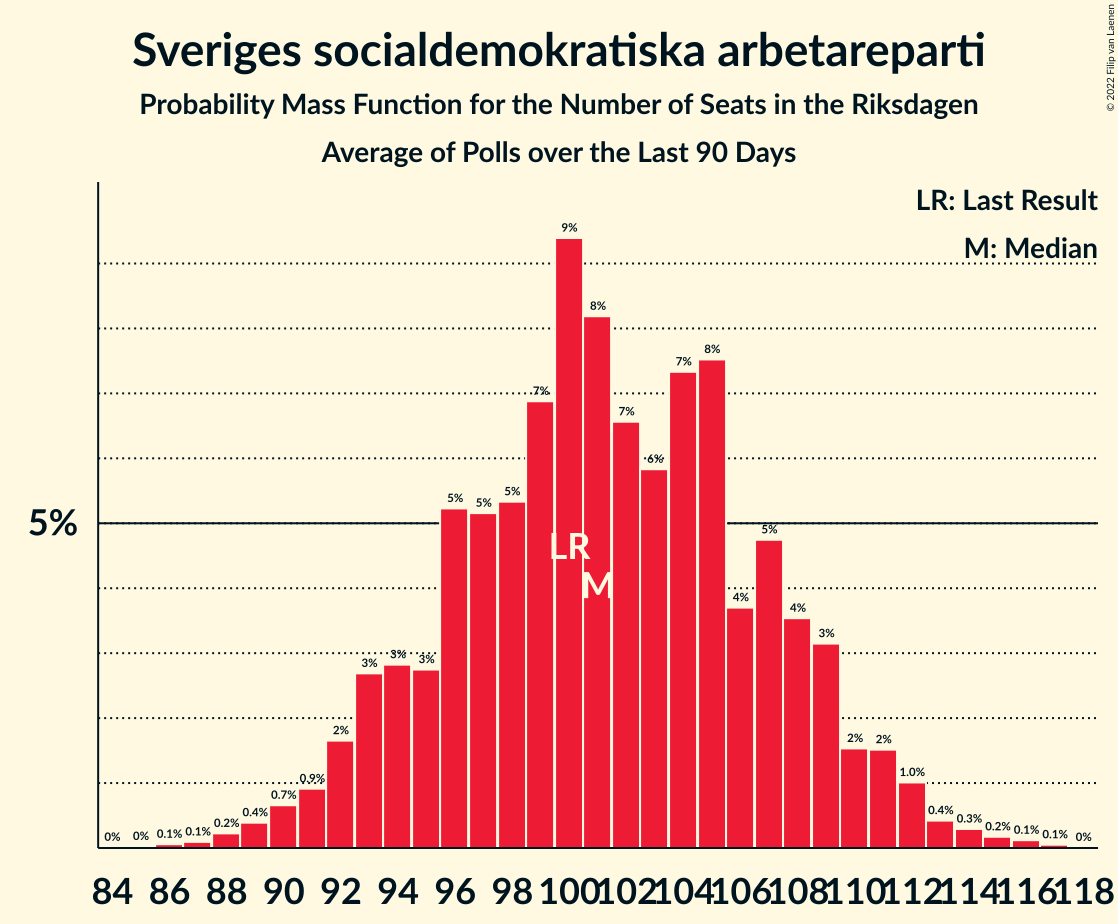 Sveriges socialdemokratiska arbetareparti
Probability Mass Function for the Number of Seats in the Riksdagen
Average of Polls over the Last 90 Days
© 2022 Filip van Laenen
LR: Last Result
M: Median
5%
0% 0% 0.1% 0.1% 0.2% 0.4% 0.7% 0.9% 2% 3% 3% 3% 5% 5% 5% 7% 9% 8% 7% 6% 7% 8% 4% 5% 4% 3% 2% 2% 1.0% 0.4% 0.3% 0.2% 0.1% 0.1% 0%
LR
M
84 86 88 90 92 94 96 98 100 102 104 106 108 110 112 114 116 118